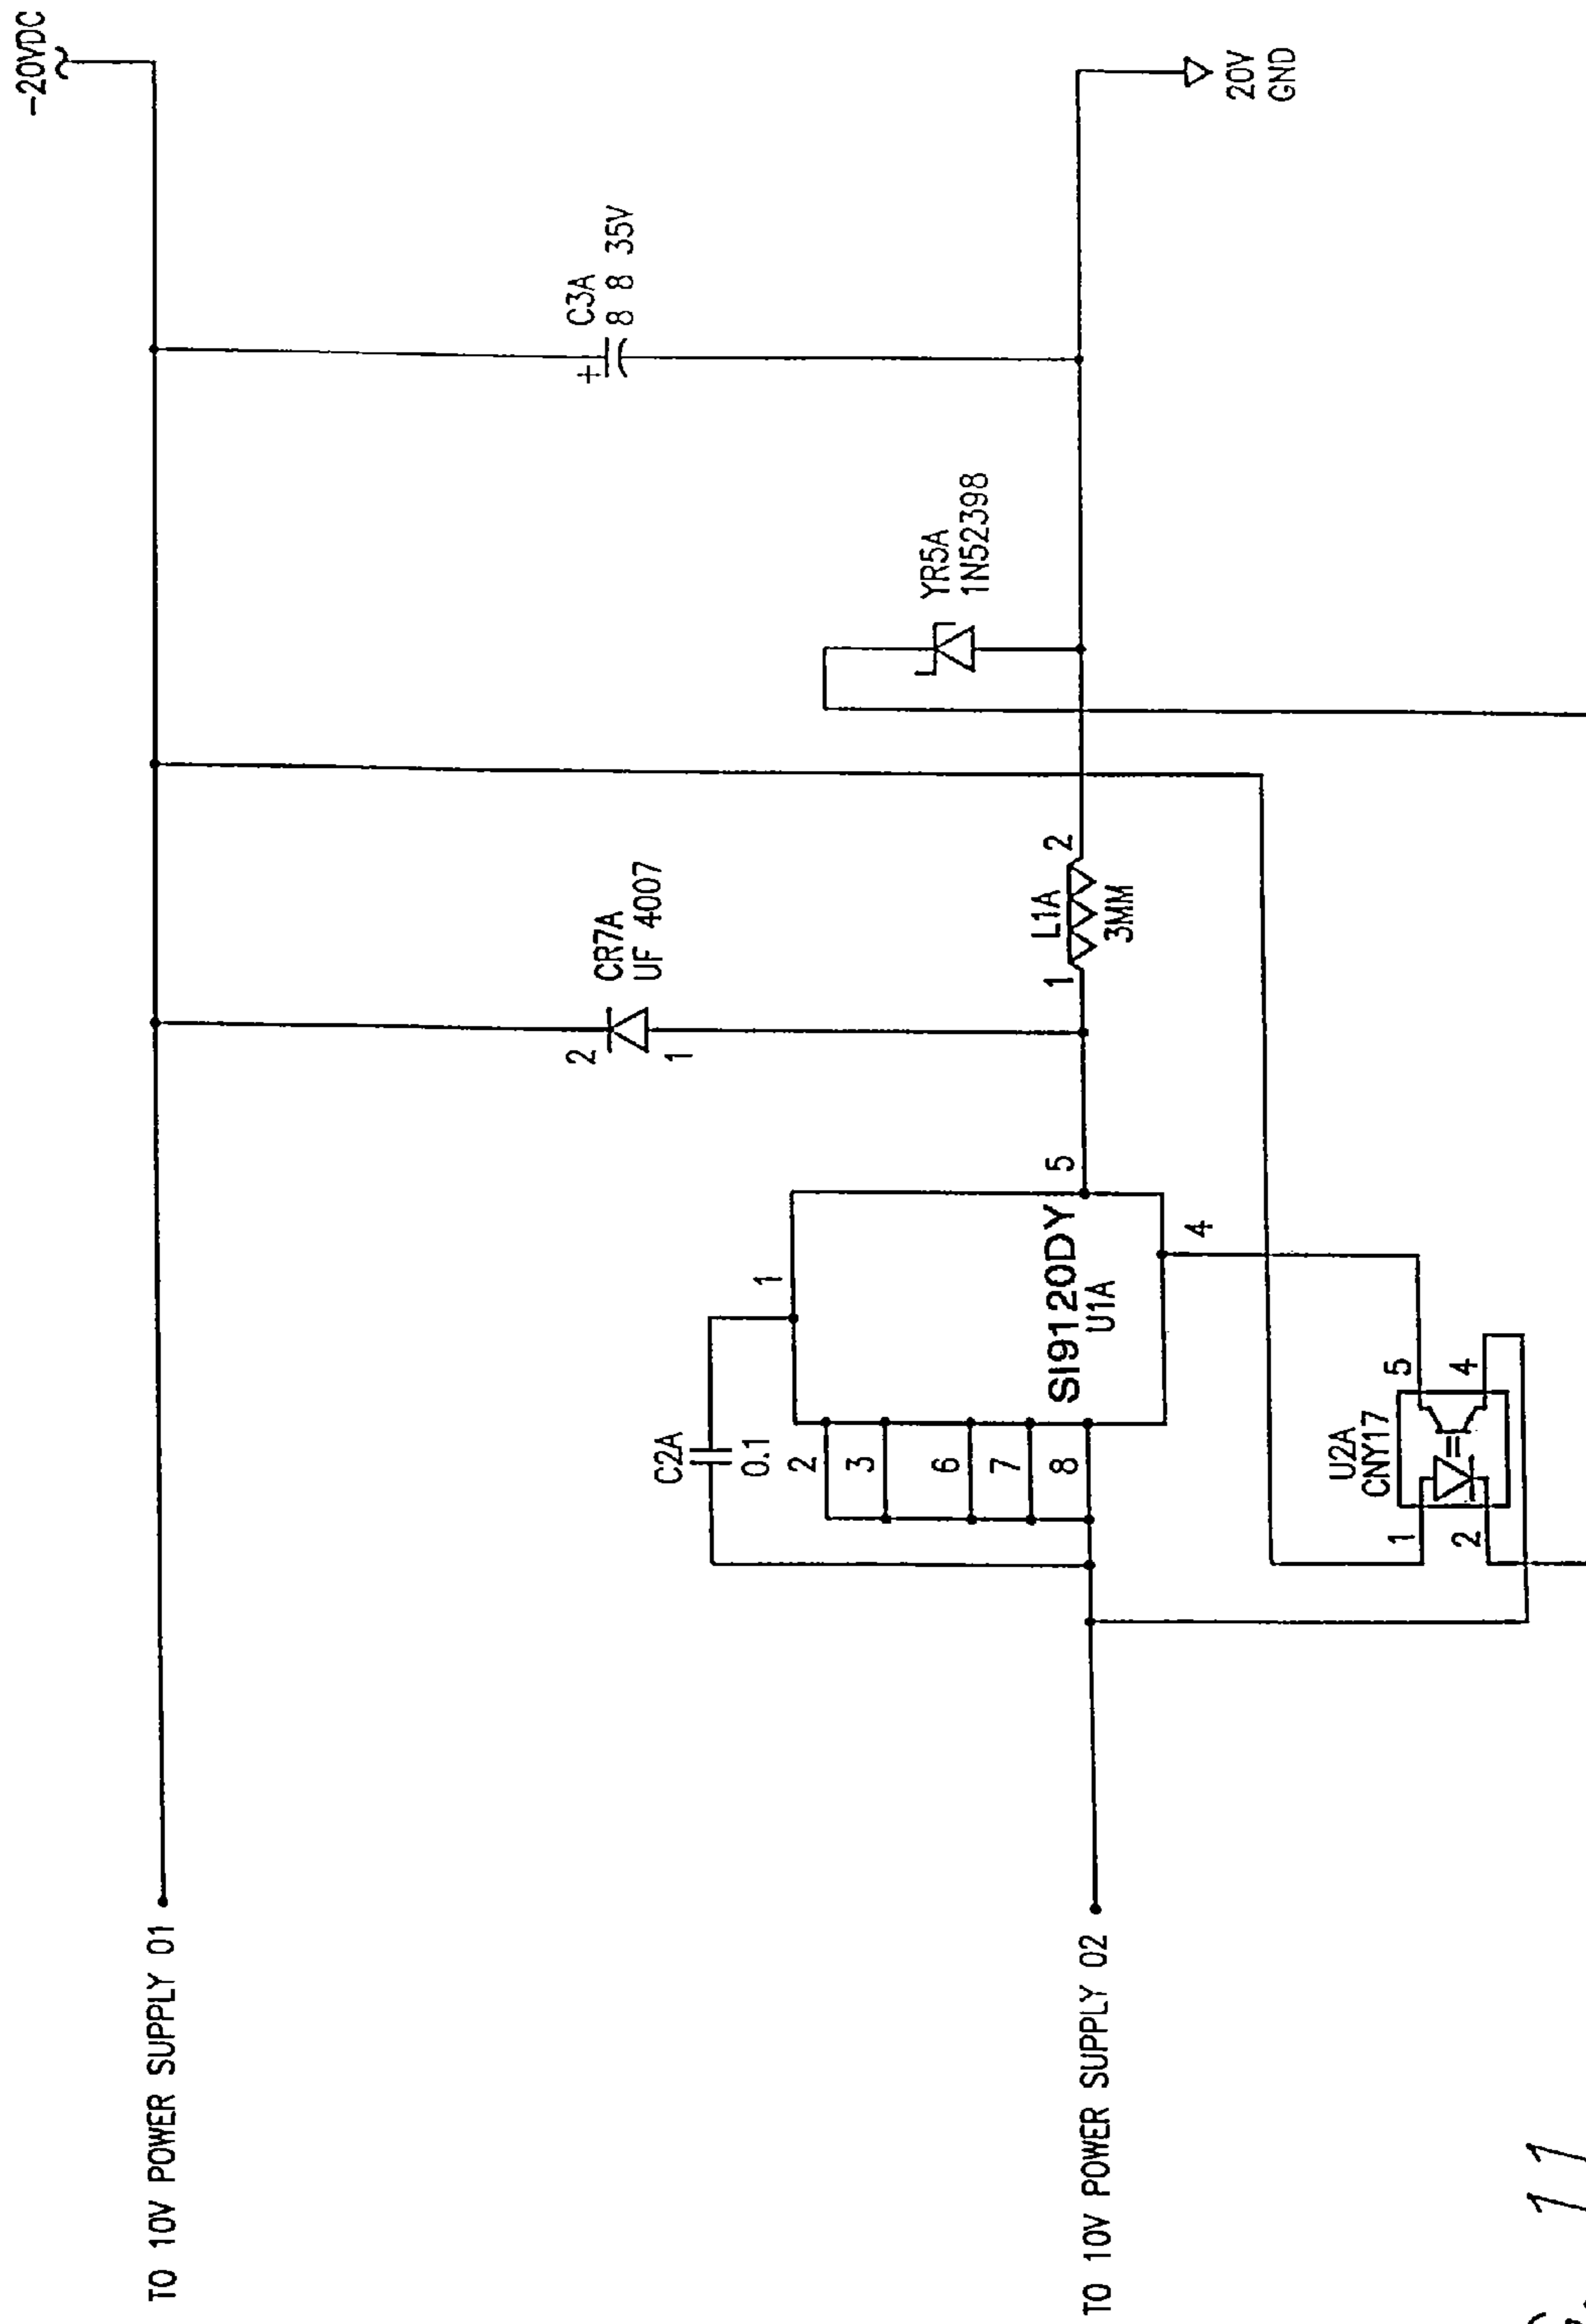 -20VDC
TO 10V POWER SUPPLY 01
C3A
8 8 35V
+
CR7A
UF 4007
2
1
C2A
0.1
1
2
3
6
7
8
SI9120DY
U1A
5
4
YR5A
1N52398
L1A
1
2
3MM
20V
GND
TO 10V POWER SUPPLY 02
U2A
CNY17
1
2
5
4
11